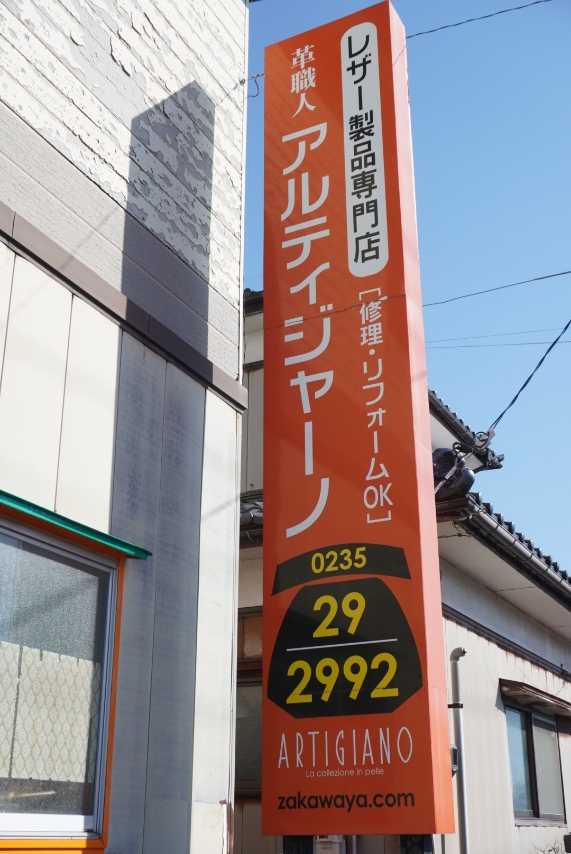 レザー製品専門店
革職人
アルティジャーノ
[修理・リフォームOK]
0235
29
2992
ARTIGIANO
La collezione in pelle
zakawaya.com